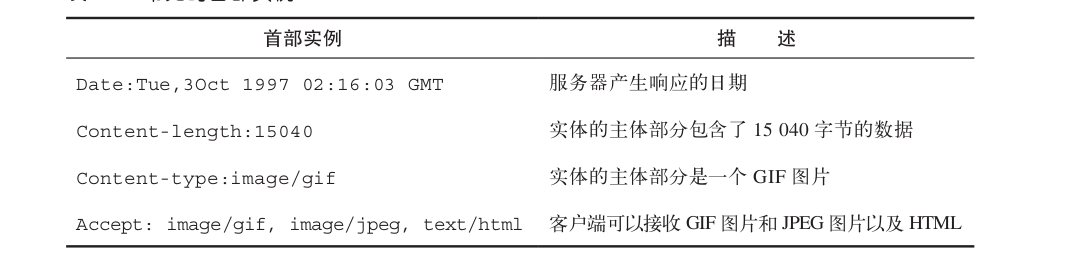 首部实例 描 述
Date:Tue,3Oct 1997 02:16:03 GMT 服务器产生响应的日期
Content-length:15040 实体的主体部分包含了 15 040 字节的数据
Content-type:image/gif 实体的主体部分是一个 GIF 图片
Accept: image/gif, image/jpeg, text/html 客户端可以接收 GIF 图片和 JPEG 图片以及 HTML